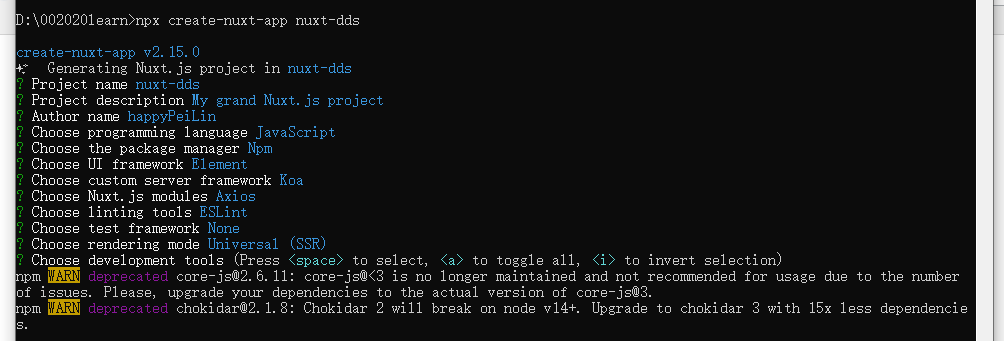 D:\002020learn>npx create-nuxt-app nuxt-dds
create-nuxt-app v2.15.0
Generating Nuxt.js project in nuxt-dds
? Project name nuxt-dds
? Project description My grand Nuxt.js project
? Author name happyPeiLin
? Choose programming language JavaScript
? Choose the package manager Npm
? Choose UI framework Element
? Choose custom server framework Koa
? Choose Nuxt.js modules Axios
? Choose linting tools ESLint
? Choose test framework None
? Choose rendering mode Universal (SSR)
? Choose development tools (Press <space> to select, <a> to toggle all, <i> to invert selection)
npm WARN deprecated core-js@2.6.11: core-js@<3 is no longer maintained and not recommended for usage due to the number
of issues. Please, upgrade your dependencies to the actual version of core-js@3.
npm WARN deprecated chokidar@2.1.8: Chokidar 2 will break on node v14+. Upgrade to chokidar 3 with 15x less dependencie
s.